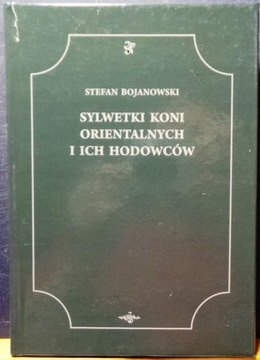 STEFAN BOJANOWSKI
SYLWETKI KONI
ORIENTALNYCH
I ICH HODOWCÓW